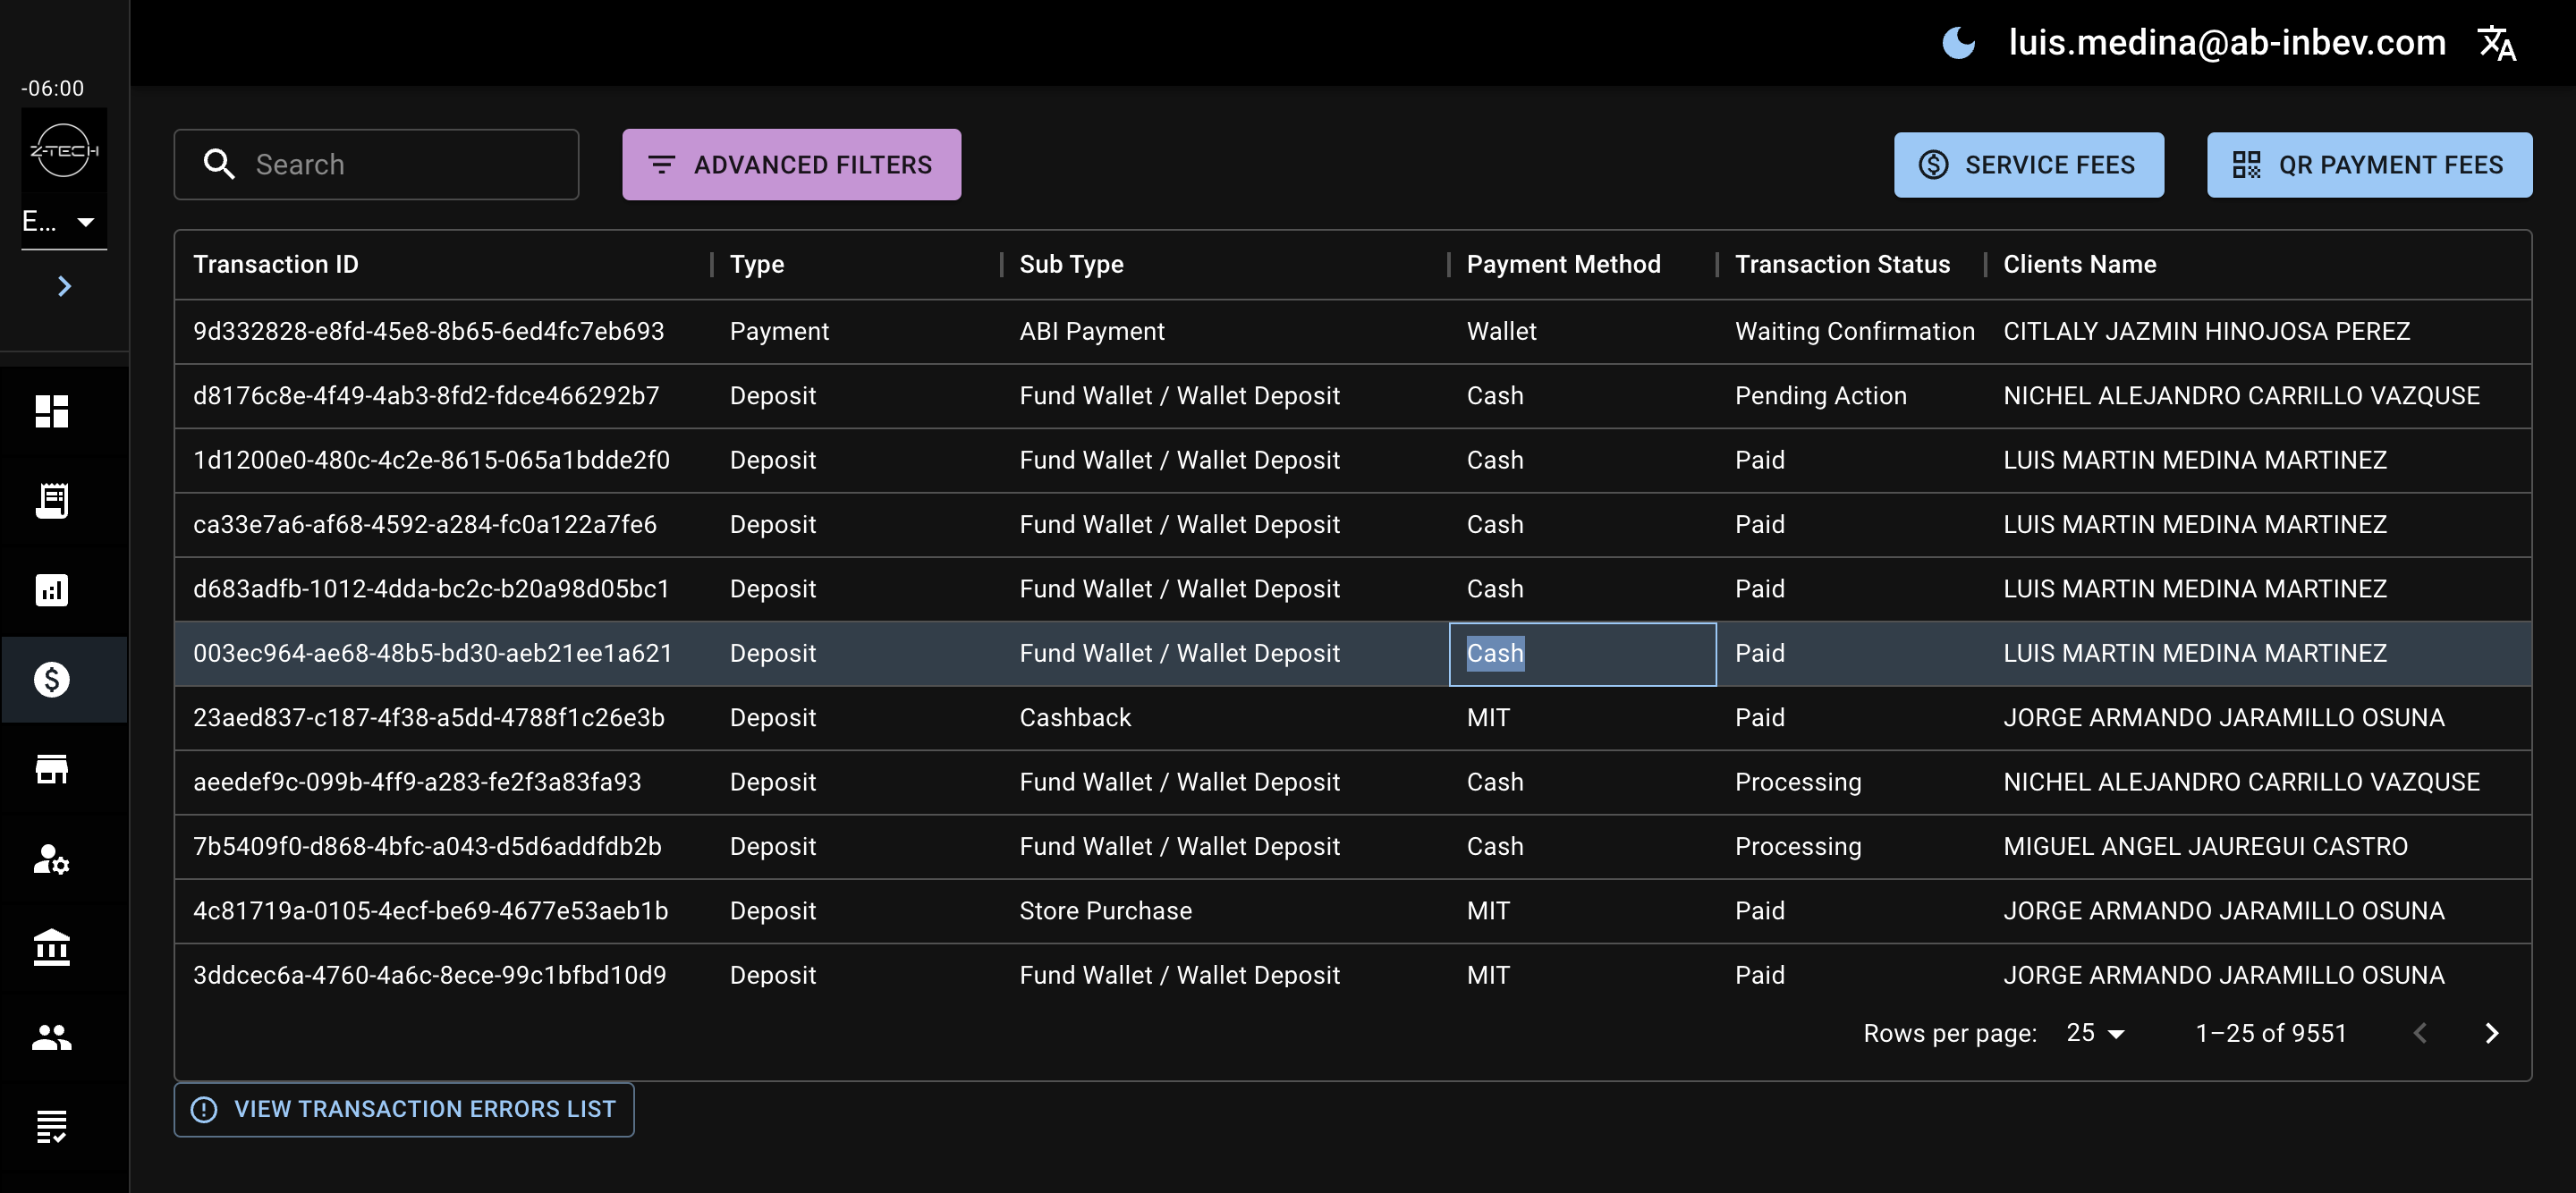 luis.medina@ab-inbev.com
-06:00
Z-TECH
E...
Search
ADVANCED FILTERS
SERVICE FEES
QR PAYMENT FEES
Transaction ID Type Sub Type Payment Method Transaction Status Clients Name
9d332828-e8fd-45e8-8b65-6ed4fc7eb693 Payment ABI Payment Wallet Waiting Confirmation CITLALY JAZMIN HINOJOSA PEREZ
d8176c8e-4f49-4ab3-8fd2-fdce466292b7 Deposit Fund Wallet / Wallet Deposit Cash Pending Action NICHEL ALEJANDRO CARRILLO VAZQUSE
1d1200e0-480c-4c2e-8615-065a1bdde2f0 Deposit Fund Wallet / Wallet Deposit Cash Paid LUIS MARTIN MEDINA MARTINEZ
ca33e7a6-af68-4592-a284-fc0a122a7fe6 Deposit Fund Wallet / Wallet Deposit Cash Paid LUIS MARTIN MEDINA MARTINEZ
d683adfb-1012-4dda-bc2c-b20a98d05bc1 Deposit Fund Wallet / Wallet Deposit Cash Paid LUIS MARTIN MEDINA MARTINEZ
003ec964-ae68-48b5-bd30-aeb21ee1a621 Deposit Fund Wallet / Wallet Deposit Cash Paid LUIS MARTIN MEDINA MARTINEZ
23aed837-c187-4f38-a5dd-4788f1c26e3b Deposit Cashback MIT Paid JORGE ARMANDO JARAMILLO OSUNA
aeedef9c-099b-4ff9-a283-fe2f3a83fa93 Deposit Fund Wallet / Wallet Deposit Cash Processing NICHEL ALEJANDRO CARRILLO VAZQUSE
7b5409f0-d868-4bfc-a043-d5d6addfdb2b Deposit Fund Wallet / Wallet Deposit Cash Processing MIGUEL ANGEL JAUREGUI CASTRO
4c81719a-0105-4ecf-be69-4677e53aeb1b Deposit Store Purchase MIT Paid JORGE ARMANDO JARAMILLO OSUNA
3ddcec6a-4760-4a6c-8ece-99c1bfbd10d9 Deposit Fund Wallet / Wallet Deposit MIT Paid JORGE ARMANDO JARAMILLO OSUNA
Rows per page: 25 1–25 of 9551
VIEW TRANSACTION ERRORS LIST